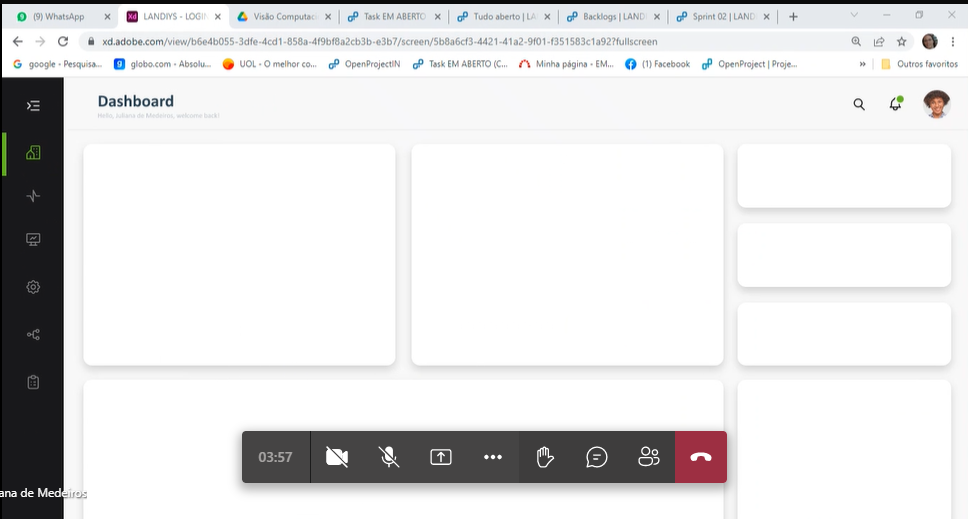 (9) WhatsApp
LANDIYS - LOGIN
Visão Computac
Task EM ABERTO
Tudo aberto | LA
Backlogs | LANDI
Sprint 02 | LAND
xd.adobe.com/view/b6e4b055-3dfe-4cd1-858a-4f9bf8a2cb3b-e3b7/screen/5b8a6cf3-4421-41a2-9f01-f351583c1a92?fullscreen
google - Pesquisa...
globo.com - Absolu...
UOL - O melhor co...
OpenProjectIN
Task EM ABERTO (C...
Minha página - EM...
(1) Facebook
OpenProject | Proje...
»
Outros favoritos
Dashboard
Hello, Juliana de Medeiros, welcome back!
03:57
ana de Medeiros